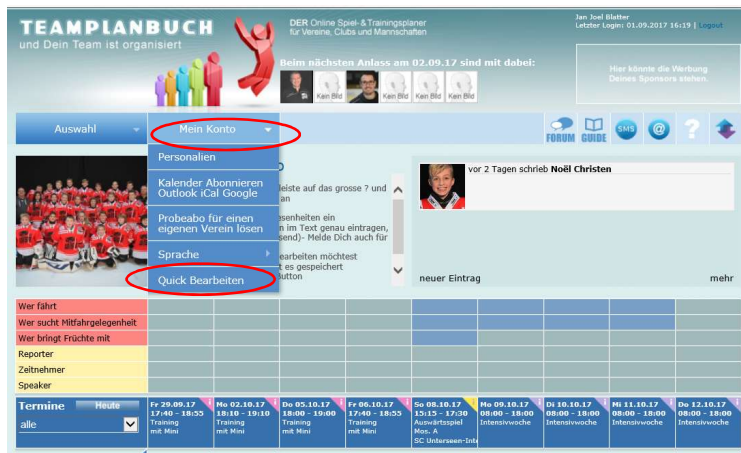 TEAMPLANBUCH
und Dein Team ist organisiert
DER Online Spiel- & Trainingsplaner
für Vereine, Clubs und Mannschaften
Jan Joel Blatter
Letzter Login: 01.09.2017 16:19 | Logout
Beim nächsten Anlass am 02.09.17 sind mit dabei:
Kein Bild
Kein Bild
Kein Bild
Kein Bild
Hier könnte die Werbung
Deines Sponsors stehen.
Auswahl
Mein Konto
FORUM
GUIDE
SMS
@
?
Personalien
Kalender Abonnieren
Outlook iCal Google
Probeabo für einen
eigenen Verein lösen
Sprache
Quick Bearbeiten
leiste auf das grosse ? und
an
senheiten ein
n im Text genau eintragen,
send)- Melde Dich auch für
earbeiten möchtest
t es gespeichert
utton
vor 2 Tagen schrieb Noël Christen
neuer Eintrag
mehr
Wer fährt
Wer sucht Mitfahrgelegenheit
Wer bringt Früchte mit
Reporter
Zeitnehmer
Speaker
Termine
Heute
alle
Fr 29.09.17
17:40 - 18:55
Training
mit Mini
Mo 02.10.17
18:10 - 19:10
Training
mit Mini
Do 05.10.17
18:00 - 19:00
Training
mit Mini
Fr 06.10.17
17:40 - 18:55
Training
mit Mini
So 08.10.17
15:15 - 17:30
Auswärtsspiel
Mos. A
SC Unterseen-Inte
Mo 09.10.17
08:00 - 18:00
Intensivwoche
Di 10.10.17
08:00 - 18:00
Intensivwoche
Mi 11.10.17
08:00 - 18:00
Intensivwoche
Do 12.10.17
08:00 - 18:00
Intensivwoche